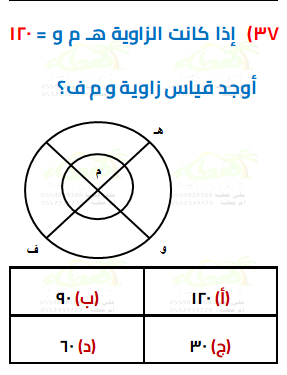 ٣٧) إذا كانت الزاوية هـ م و = ١٢٠
أوجد قياس زاوية و م ف؟
هـ
م
ف
و
(أ) ١٢٠
(ب) ٩٠
(ج) ٣٠
(د) ٦٠